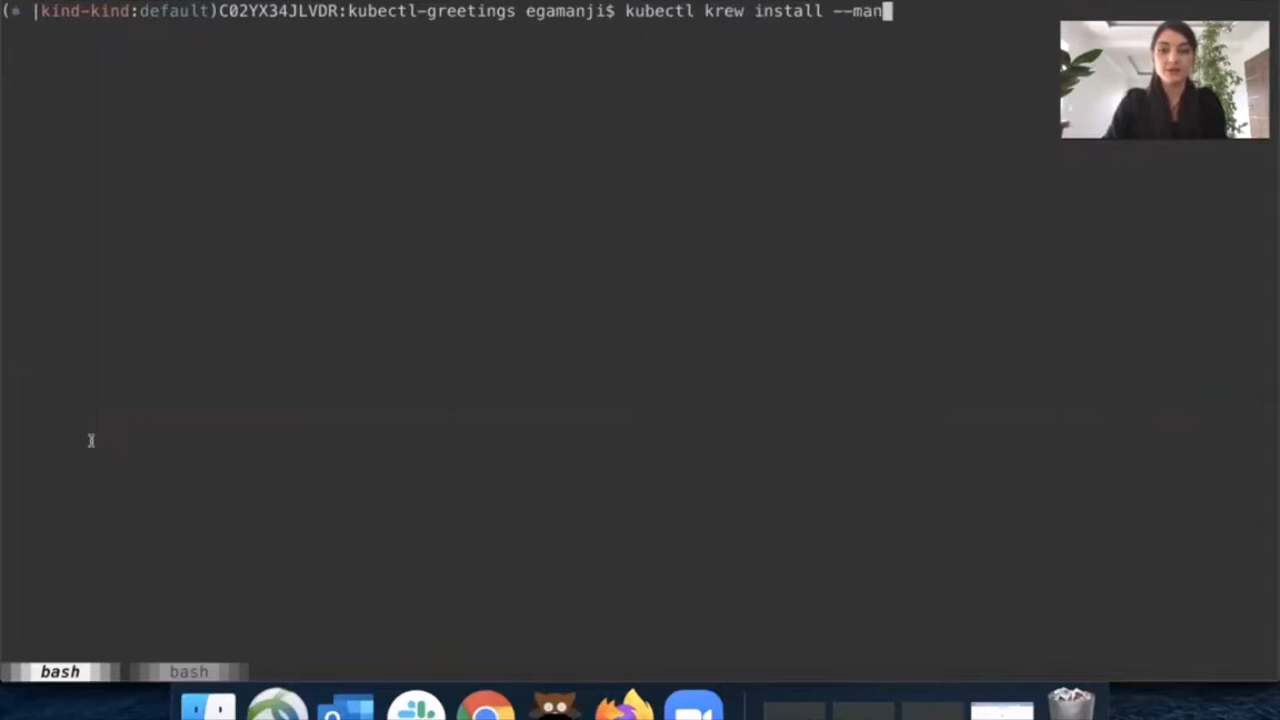 (⎈ |kind-kind:default)C02YX34JLVDR:kubectl-greetings egamanji$ kubectl krew install --man
bash
bash